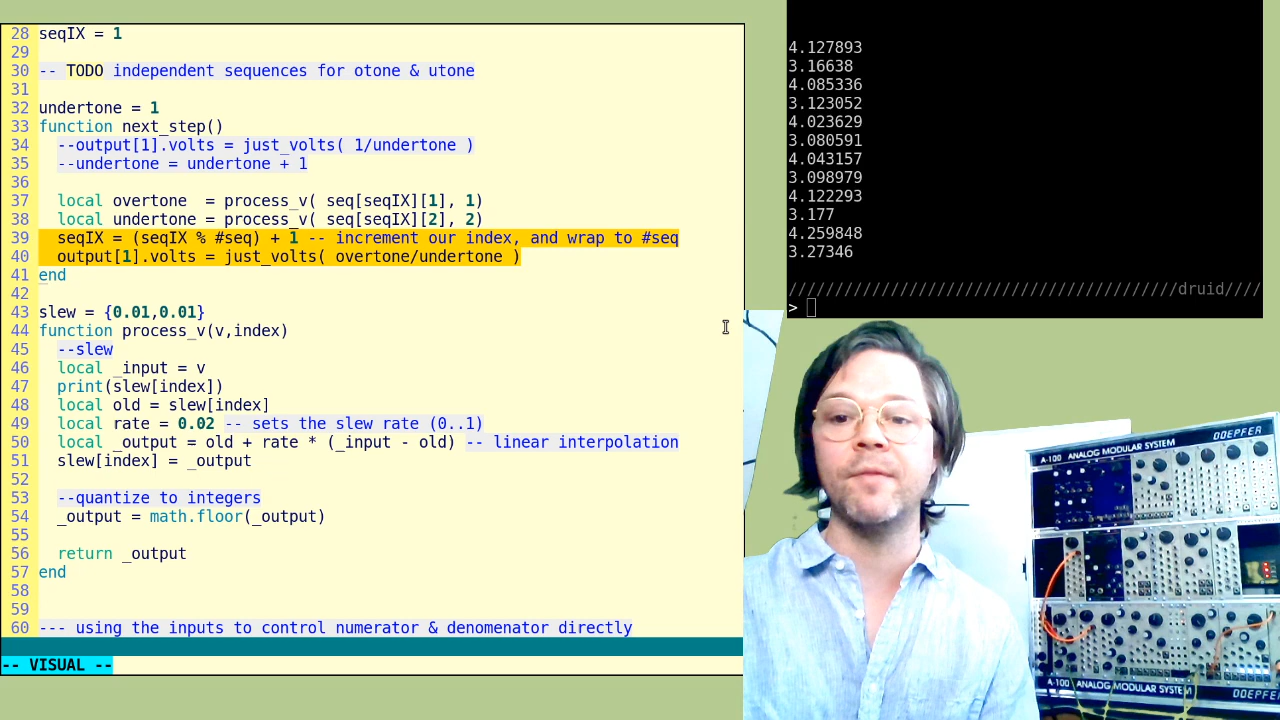 28 seqIX = 1
29
30 -- TODO independent sequences for otone & utone
31
32 undertone = 1
33 function next_step()
34   --output[1].volts = just_volts( 1/undertone )
35   --undertone = undertone + 1
36
37   local overtone  = process_v( seq[seqIX][1], 1)
38   local undertone = process_v( seq[seqIX][2], 2)
39   seqIX = (seqIX % #seq) + 1 -- increment our index, and wrap to #seq
40   output[1].volts = just_volts( overtone/undertone )
41 end
42
43 slew = {0.01,0.01}
44 function process_v(v,index)
45   --slew
46   local _input = v
47   print(slew[index])
48   local old = slew[index]
49   local rate = 0.02 -- sets the slew rate (0..1)
50   local _output = old + rate * (_input - old) -- linear interpolation
51   slew[index] = _output
52
53   --quantize to integers
54   _output = math.floor(_output)
55
56   return _output
57 end
58
59
60 --- using the inputs to control numerator & denomenator directly
-- VISUAL --
4.127893
3.16638
4.085336
3.123052
4.023629
3.080591
4.043157
3.098979
4.122293
3.177
4.259848
3.27346
//////////////////////////////////////////druid////
>
A-100 ANALOG MODULAR SYSTEM DOEPFER
A-100 ANALOG MODULAR SYSTEM DOEPFER